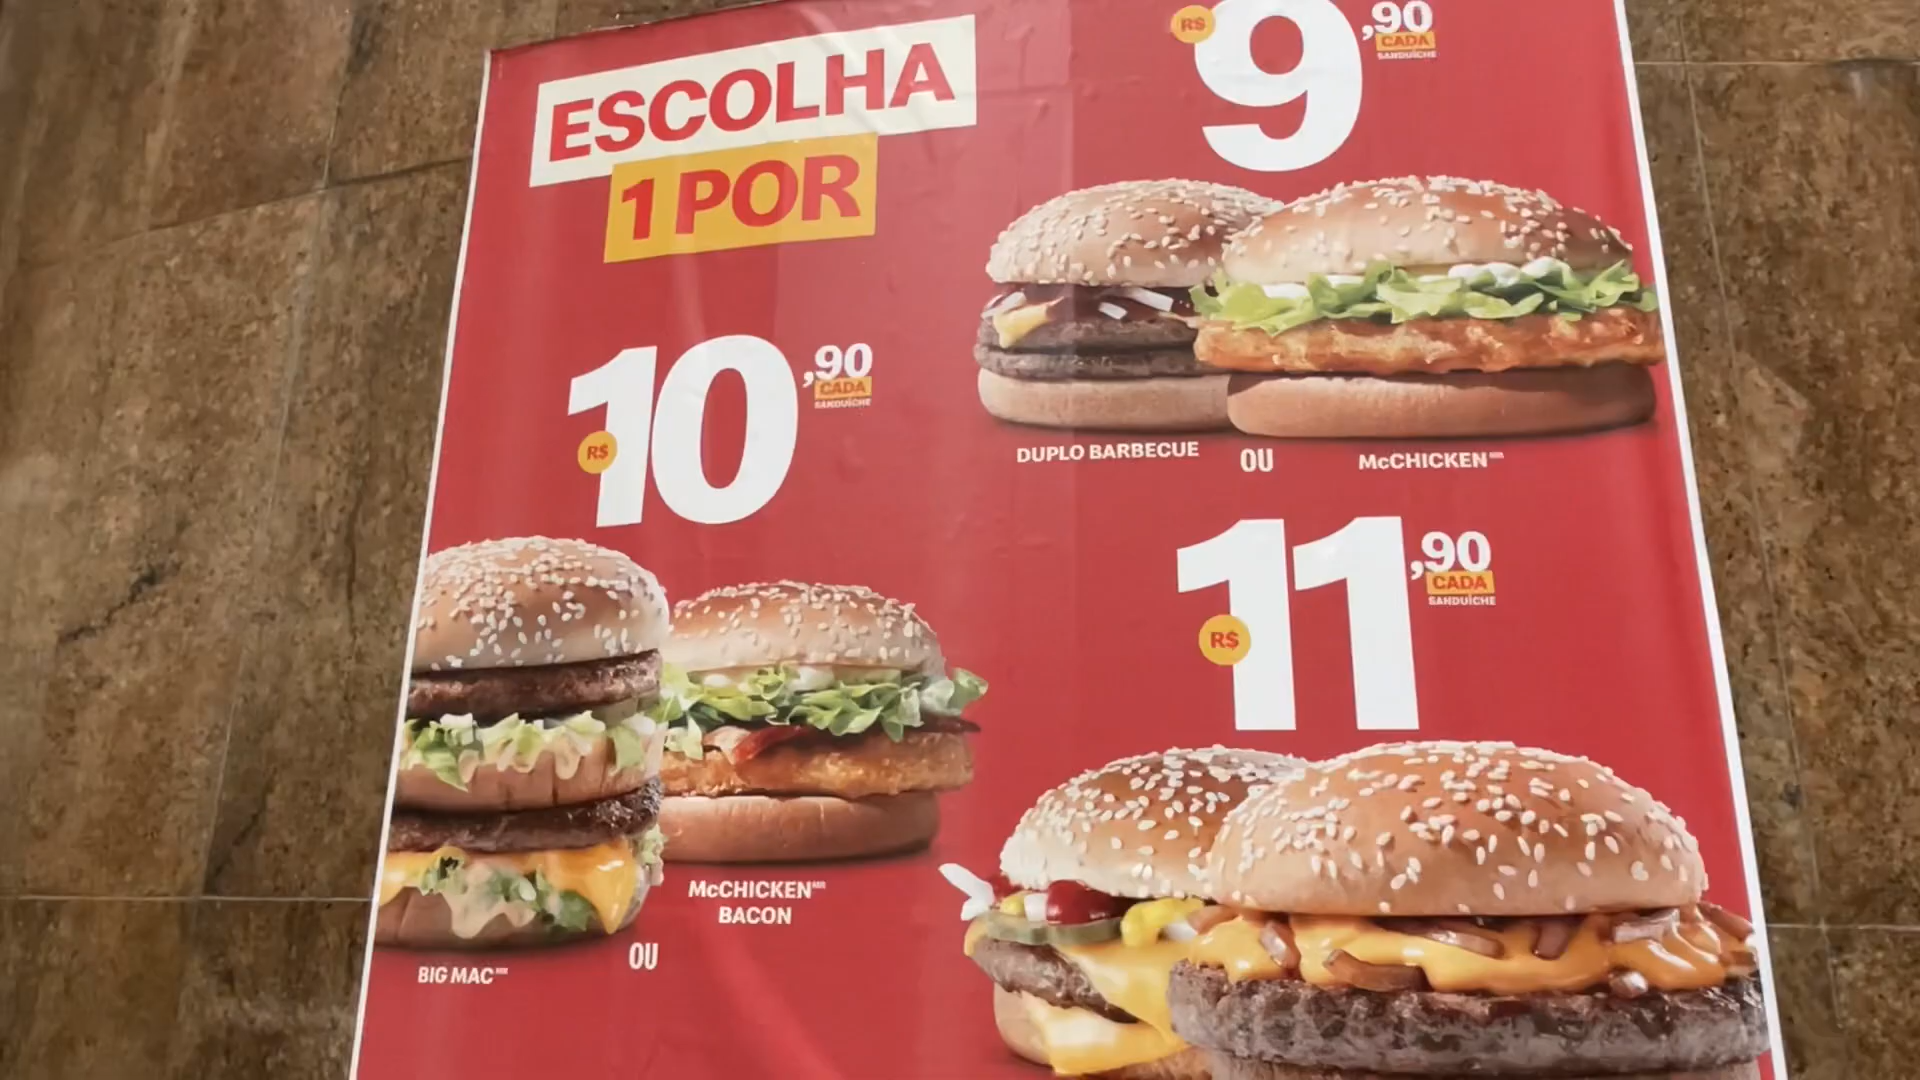 ESCOLHA
1 POR
R$ 9,90
CADA
SANDUÍCHE
DUPLO BARBECUE OU McCHICKEN
R$ 10,90
CADA
SANDUÍCHE
BIG MAC OU McCHICKEN
BACON
R$ 11,90
CADA
SANDUÍCHE